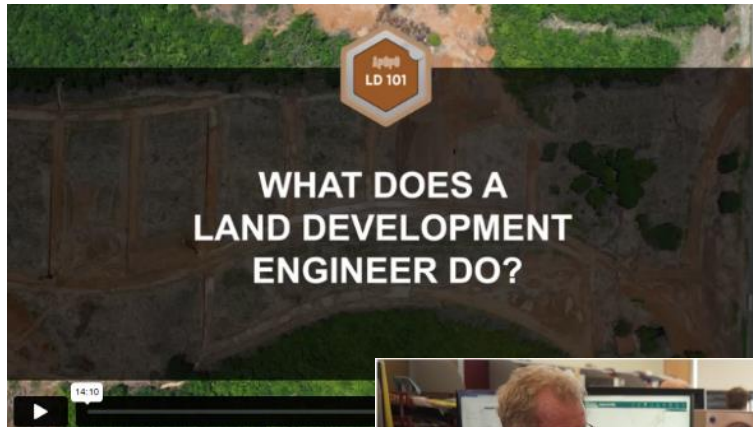 LD 101
WHAT DOES A
LAND DEVELOPMENT
ENGINEER DO?
14:10